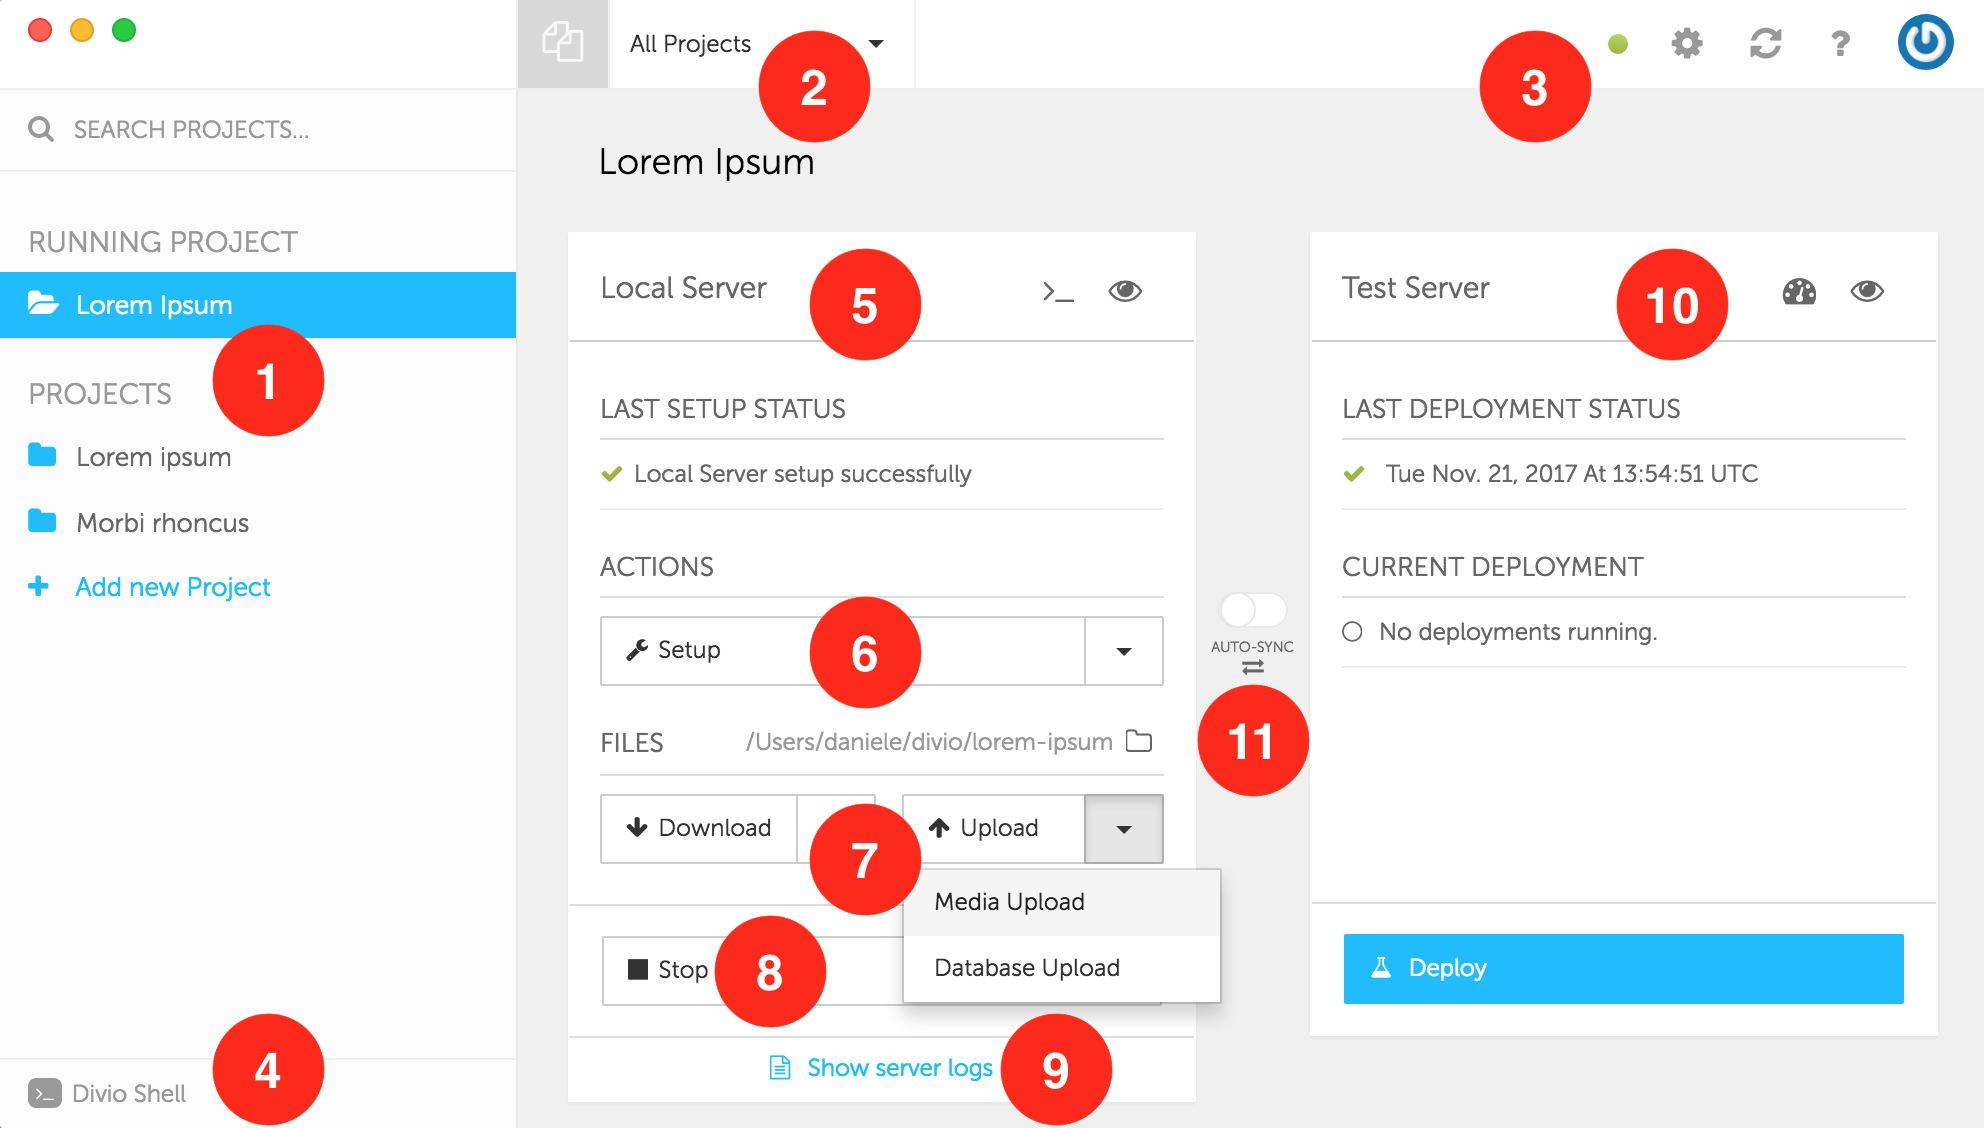 All Projects
2
3
?
SEARCH PROJECTS...
RUNNING PROJECT
Lorem Ipsum
1
PROJECTS
Lorem ipsum
Morbi rhoncus
+ Add new Project
4
>_ Divio Shell
Lorem Ipsum
Local Server
5
>_
LAST SETUP STATUS
Local Server setup successfully
ACTIONS
Setup
6
FILES /Users/daniele/divio/lorem-ipsum
Download
7
Upload
Media Upload
Database Upload
Stop
8
Show server logs
9
AUTO-SYNC
11
Test Server
10
LAST DEPLOYMENT STATUS
Tue Nov. 21, 2017 At 13:54:51 UTC
CURRENT DEPLOYMENT
No deployments running.
Deploy